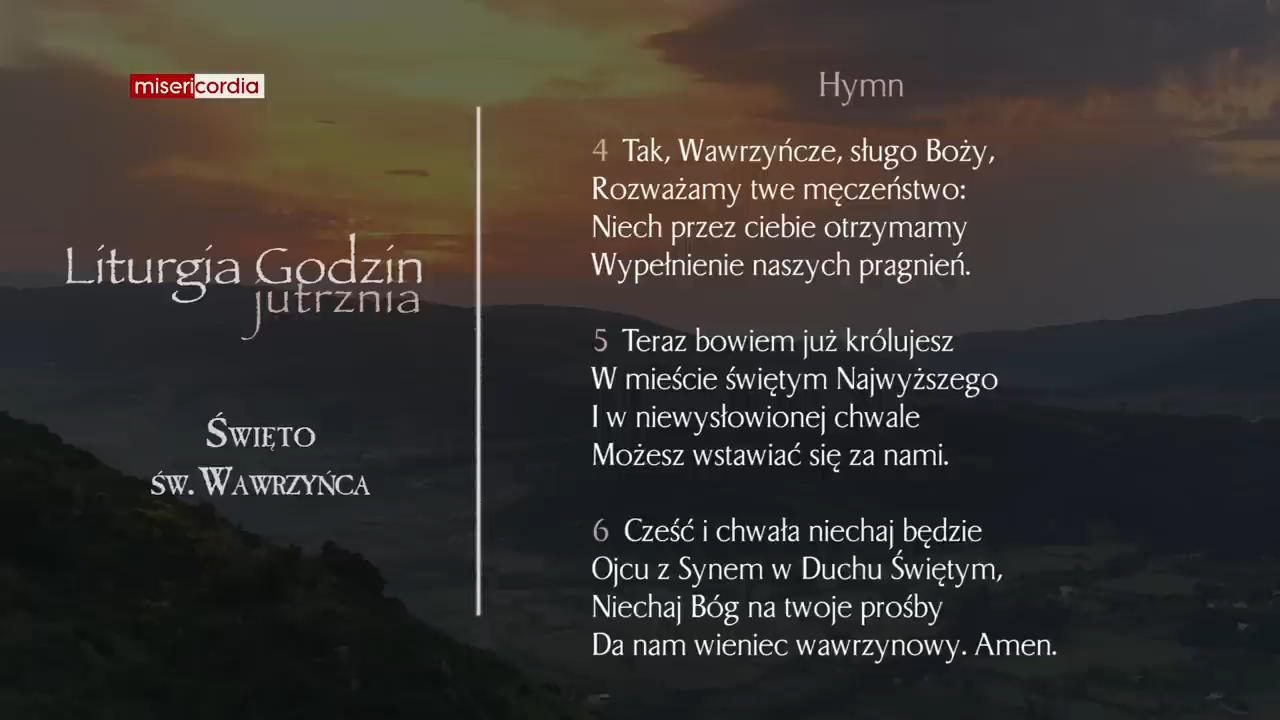 misericordia
Liturgia Godzin
jutrznia
Święto
św. Wawrzyńca
Hymn
4 Tak, Wawrzyńcze, sługo Boży,
Rozważamy twe męczeństwo:
Niech przez ciebie otrzymamy
Wypełnienie naszych pragnień.
5 Teraz bowiem już królujesz
W mieście świętym Najwyższego
I w niewysłowionej chwale
Możesz wstawiać się za nami.
6 Cześć i chwała niechaj będzie
Ojcu z Synem w Duchu Świętym,
Niechaj Bóg na twoje prośby
Da nam wieniec wawrzynowy. Amen.